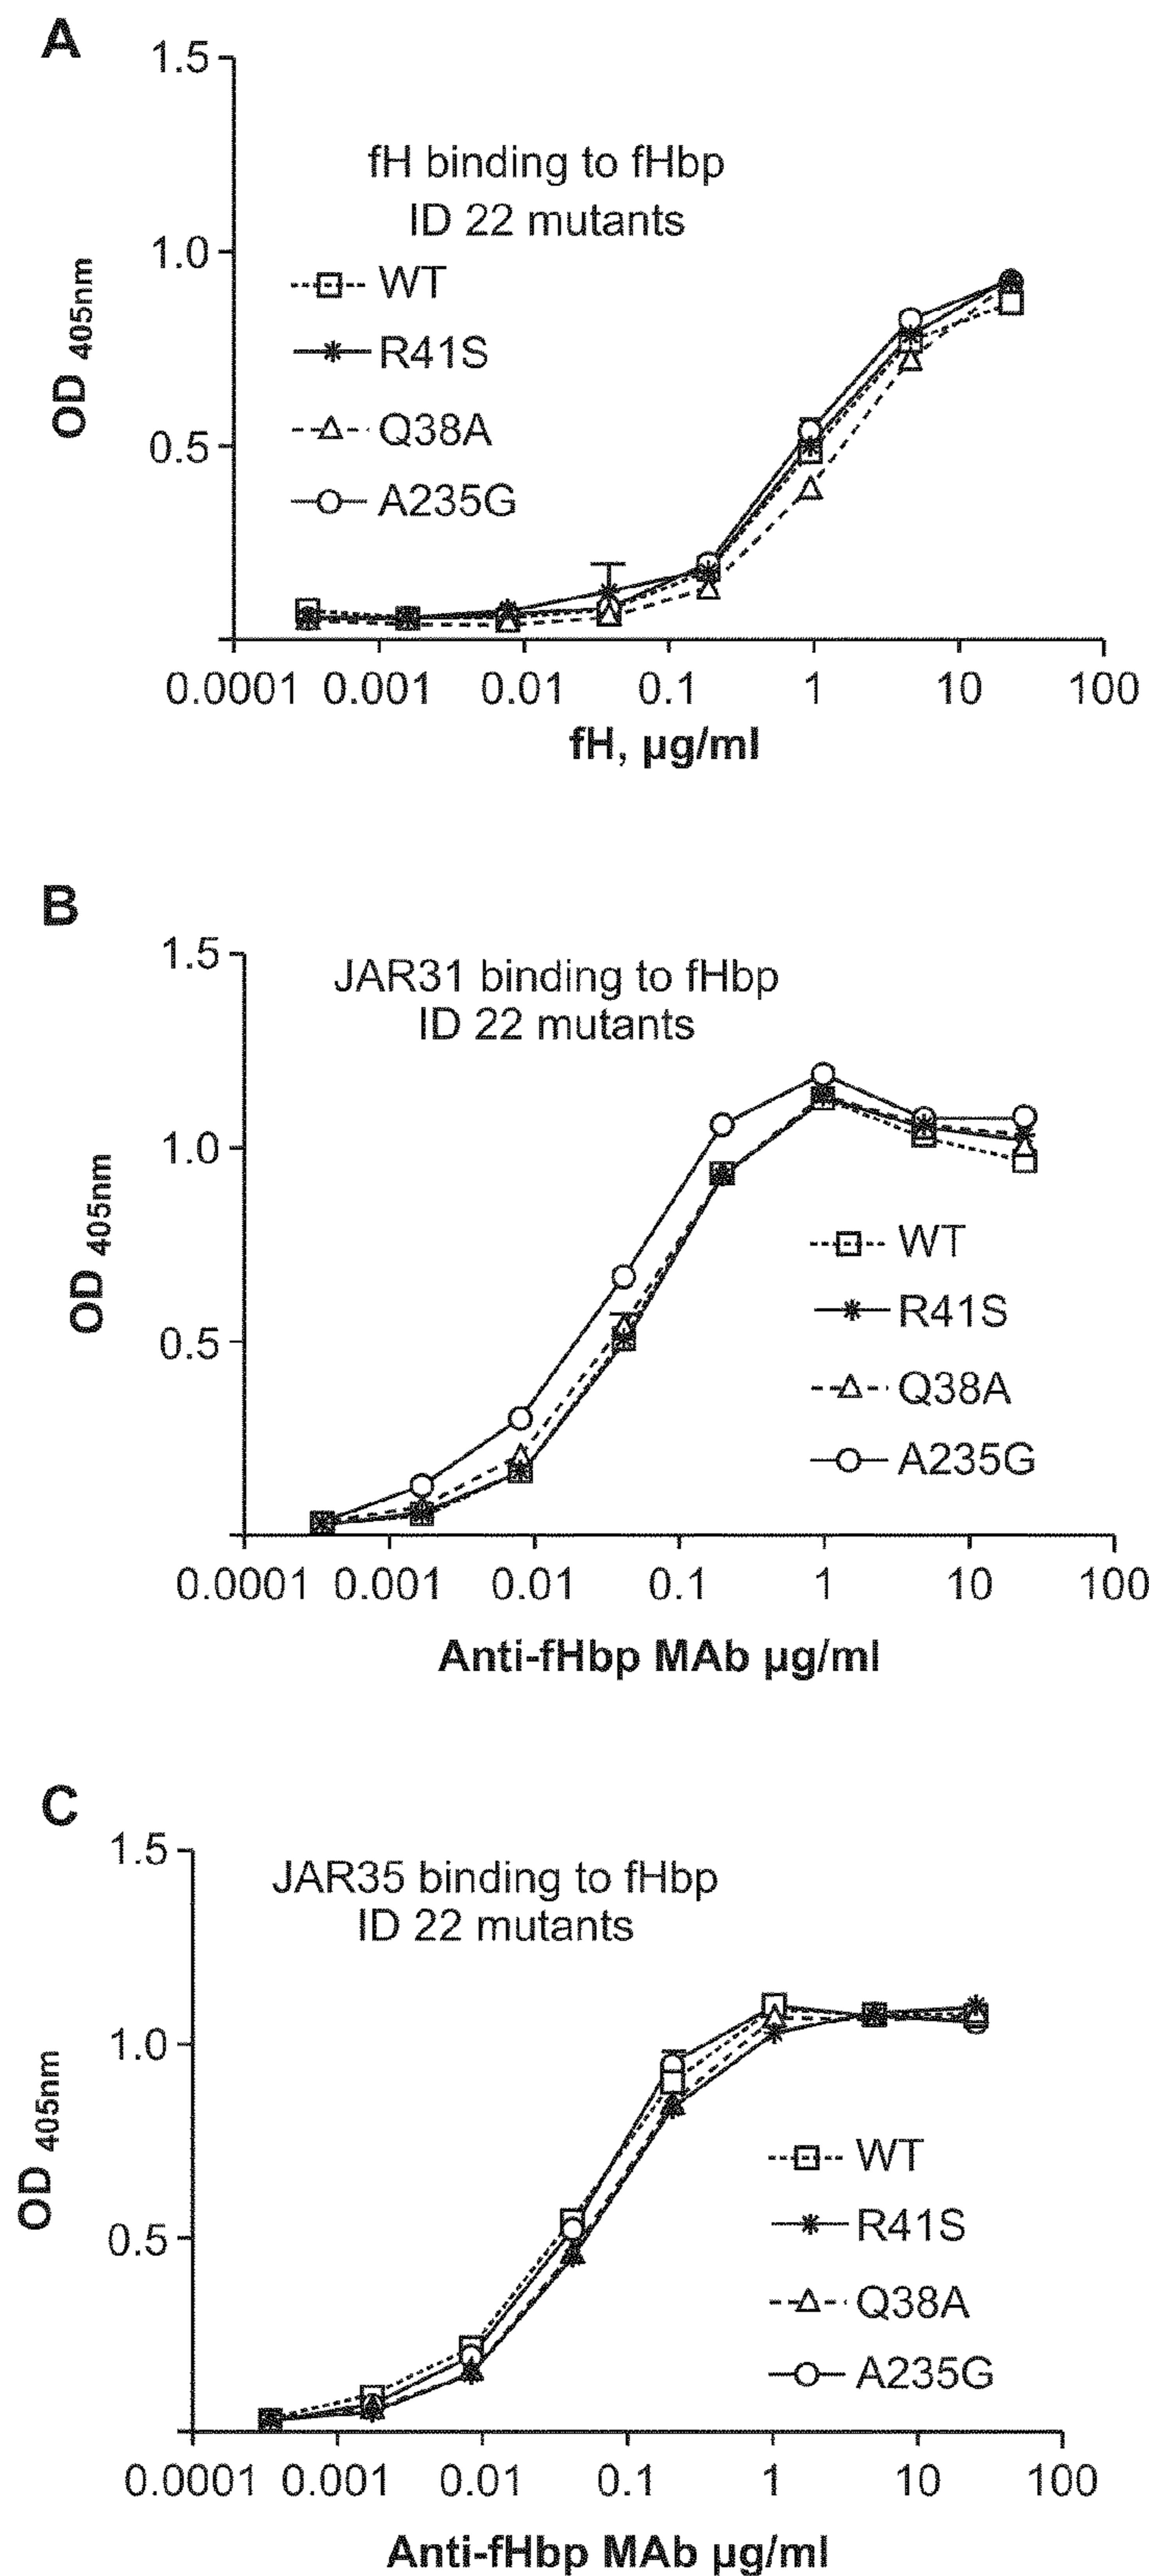 A
1.5
fH binding to fHbp
ID 22 mutants
1.0
WT
R41S
OD 405nm
Q38A
0.5
A235G
0.0001 0.001 0.01 0.1 1 10 100
fH, µg/ml
B
1.5
JAR31 binding to fHbp
ID 22 mutants
1.0
OD 405nm
WT
R41S
0.5
Q38A
A235G
0.0001 0.001 0.01 0.1 1 10 100
Anti-fHbp MAb µg/ml
C
1.5
JAR35 binding to fHbp
ID 22 mutants
1.0
OD 405nm
WT
R41S
0.5
Q38A
A235G
0.0001 0.001 0.01 0.1 1 10 100
Anti-fHbp MAb µg/ml